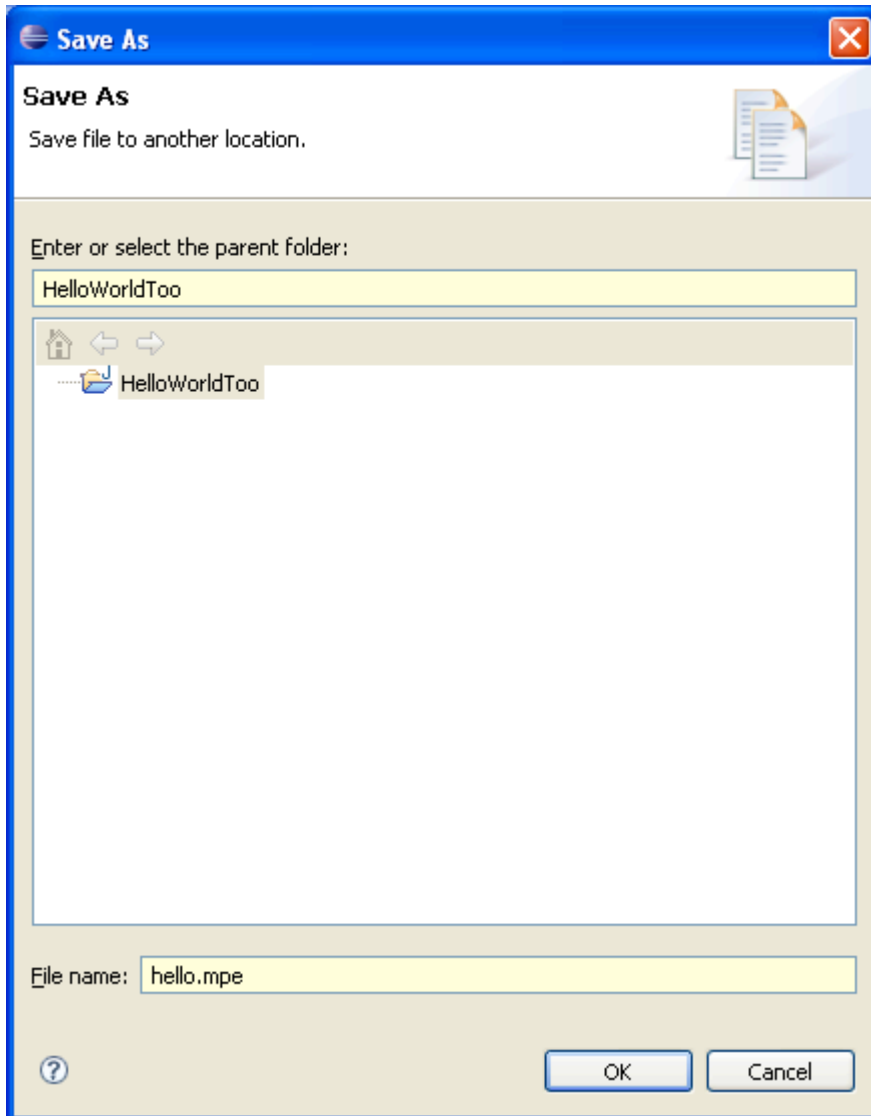 Save As
Save As
Save file to another location.
Enter or select the parent folder:
HelloWorldToo
HelloWorldToo
File name: hello.mpe
? OK Cancel